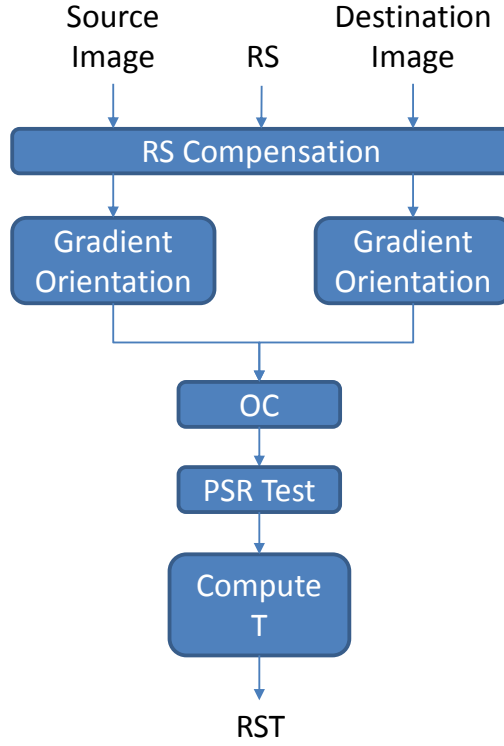 Source
Image
RS
Destination
Image
RS Compensation
Gradient
Orientation
Gradient
Orientation
OC
PSR Test
Compute
T
RST